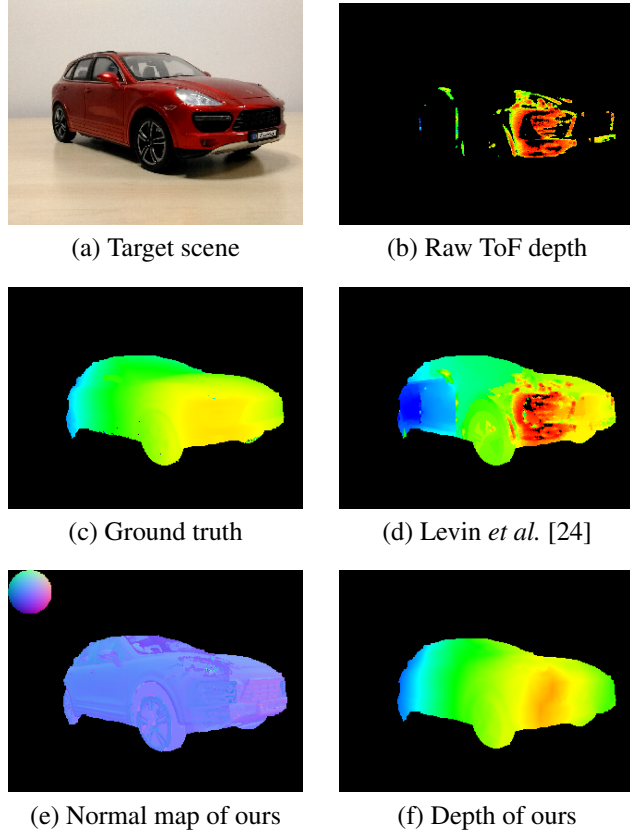 (a) Target scene
(b) Raw ToF depth
(c) Ground truth
(d) Levin et al. [24]
(e) Normal map of ours
(f) Depth of ours